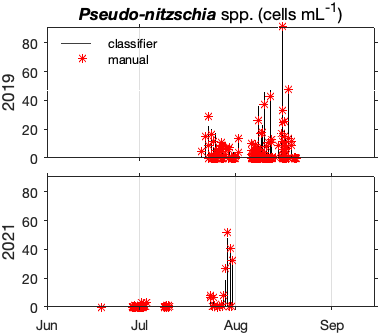 Pseudo-nitzschia spp. (cells mL-1)
classifier
manual
80
60
40
20
0
2019
80
60
40
20
0
2021
Jun
Jul
Aug
Sep